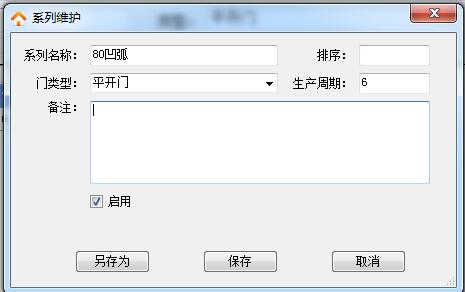 系列维护
系列名称： 80凹弧 排序：
门类型： 平开门 生产周期： 6
备注：
启用
另存为 保存 取消